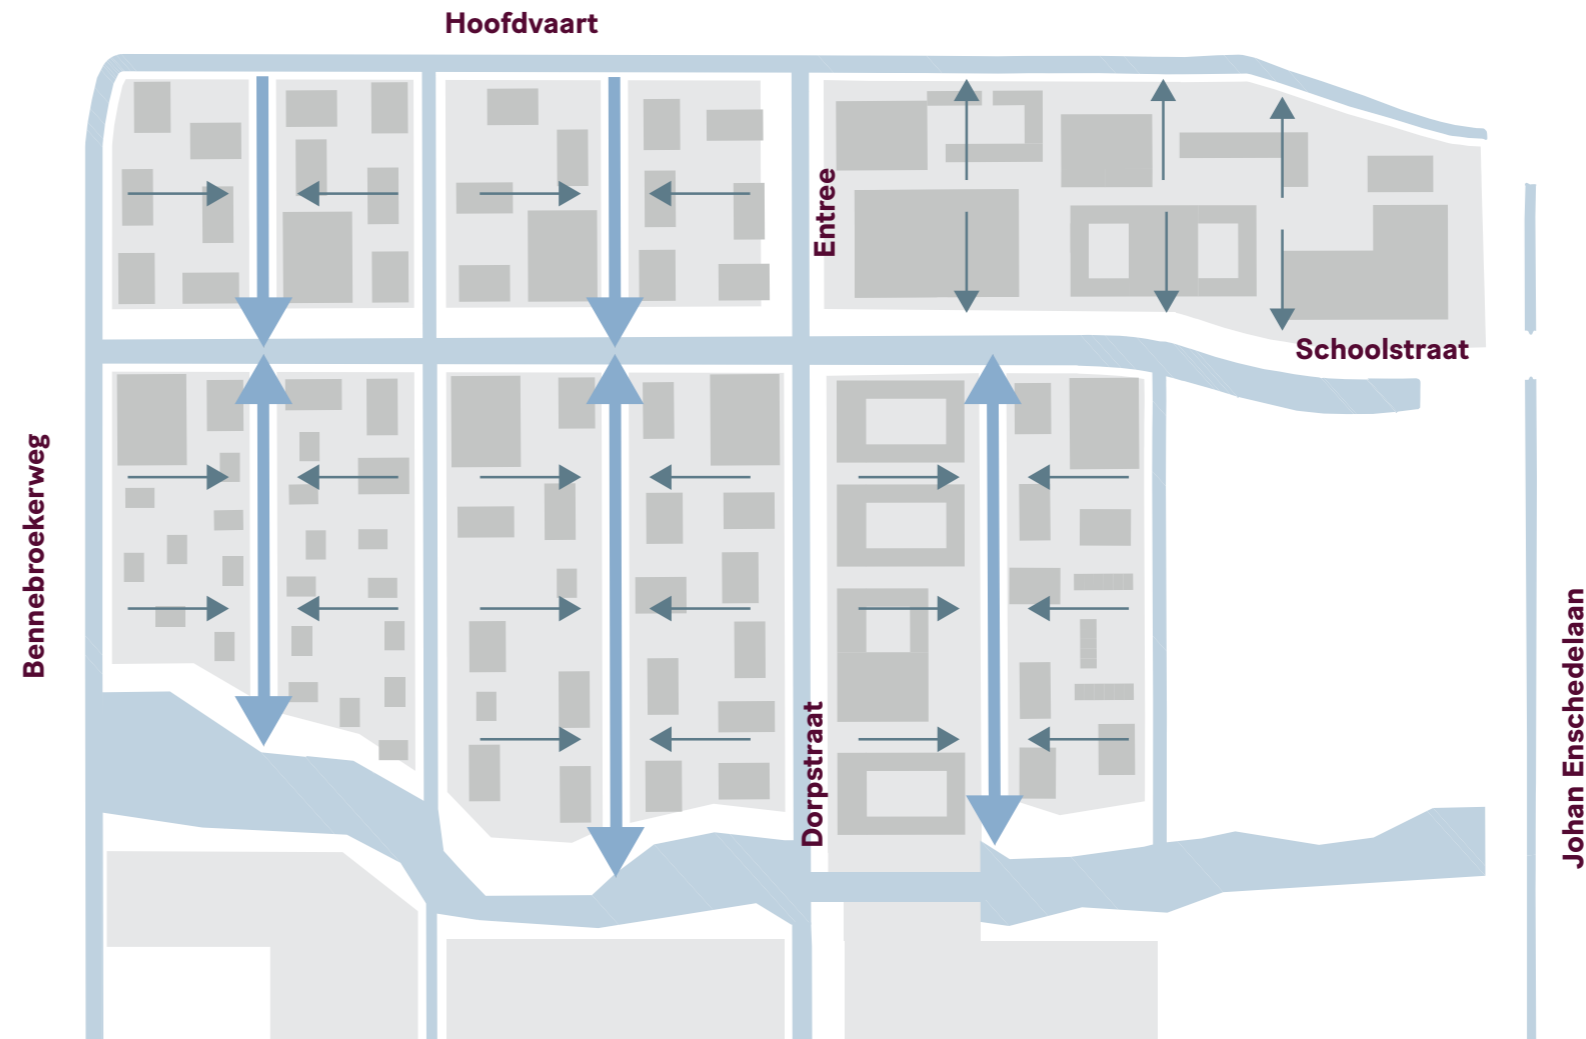 Hoofdvaart
Entree
Schoolstraat
Bennebroekerweg
Dorpstraat
Johan Enschedelaan